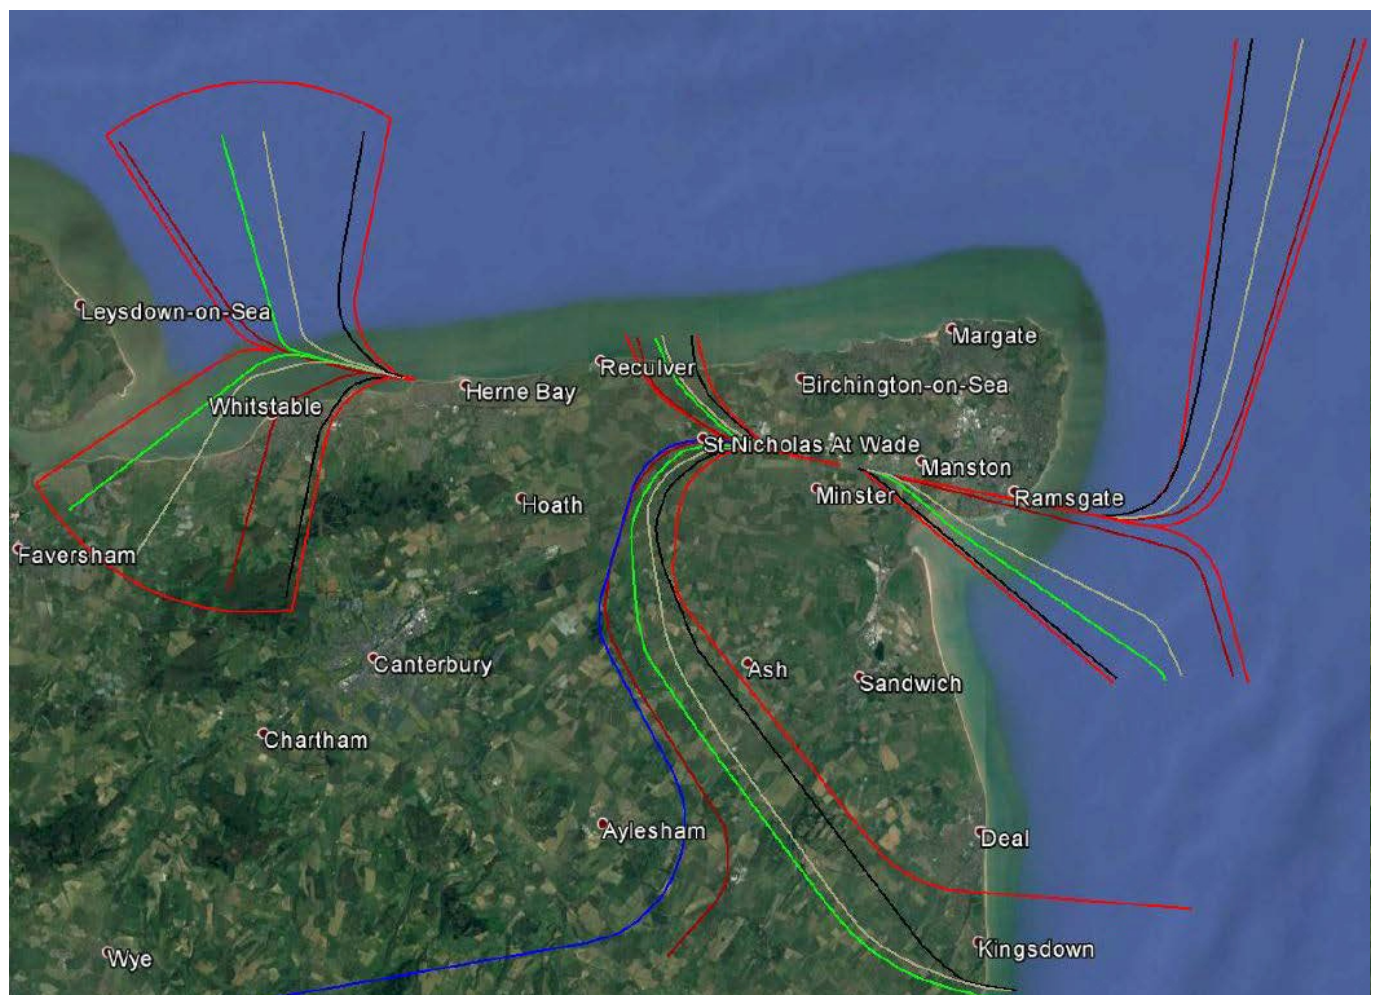 Leysdown-on-Sea
Margate
Reculver
Herne Bay
Birchington-on-Sea
Whitstable
St Nicholas At Wade
Manston
Minster
Ramsgate
Hoath
Faversham
Canterbury
Ash
Sandwich
Chartham
Aylesham
Deal
Kingsdown
Wye